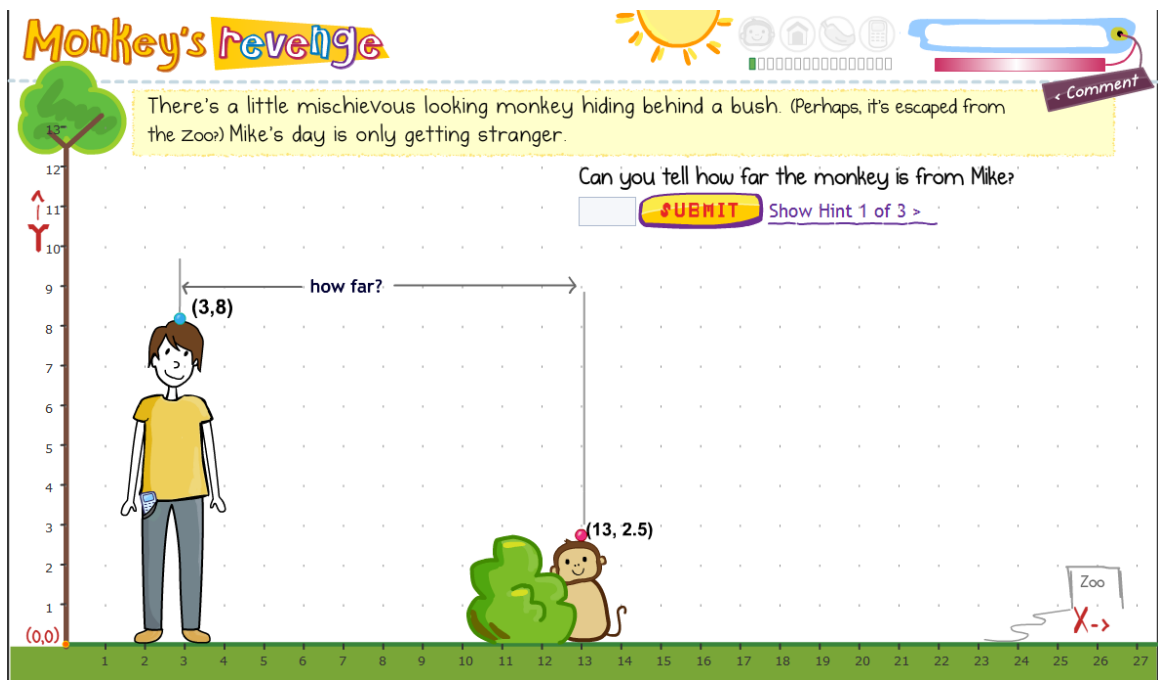 Monkey's revenge
< Comment
There's a little mischievous looking monkey hiding behind a bush. (Perhaps, it's escaped from
the Zoo?) Mike's day is only getting stranger.
Can you tell how far the monkey is from Mike?
SUBMIT Show Hint 1 of 3 >
13
12
11
10
9
8
7
6
5
4
3
2
1
Y
how far?
(3,8)
(13, 2.5)
Zoo
X->
(0,0)
1 2 3 4 5 6 7 8 9 10 11 12 13 14 15 16 17 18 19 20 21 22 23 24 25 26 27